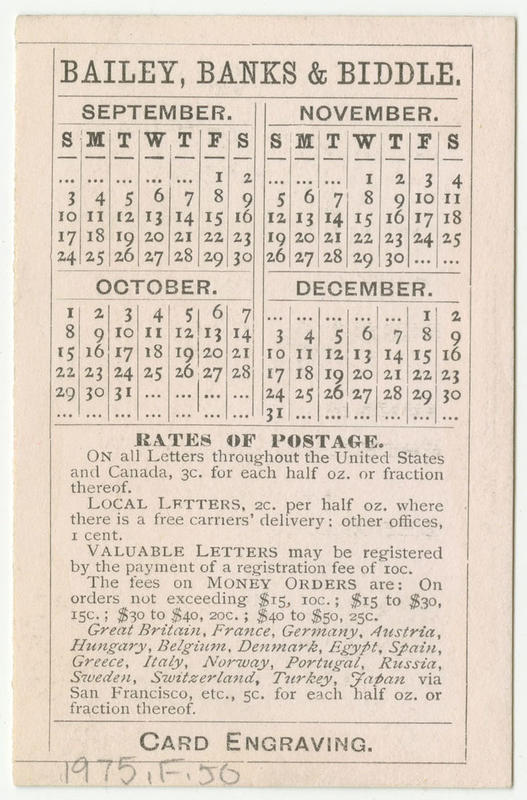 BAILEY, BANKS & BIDDLE.
SEPTEMBER.
S M T W T F S
... ... ... ... ... 1 2
3 4 5 6 7 8 9
10 11 12 13 14 15 16
17 18 19 20 21 22 23
24 25 26 27 28 29 30
NOVEMBER.
S M T W T F S
... ... ... 1 2 3 4
5 6 7 8 9 10 11
12 13 14 15 16 17 18
19 20 21 22 23 24 25
26 27 28 29 30 ... ...
OCTOBER.
1 2 3 4 5 6 7
8 9 10 11 12 13 14
15 16 17 18 19 20 21
22 23 24 25 26 27 28
29 30 31 ... ... ... ...
... ... ... ... ... ... ...
DECEMBER.
... ... ... ... ... 1 2
3 4 5 6 7 8 9
10 11 12 13 14 15 16
17 18 19 20 21 22 23
24 25 26 27 28 29 30
31 ... ... ... ... ... ...
RATES OF POSTAGE.
ON all Letters throughout the United States
and Canada, 3c. for each half oz. or fraction
thereof.
LOCAL LETTERS, 2c. per half oz. where
there is a free carriers' delivery; other offices,
1 cent.
VALUABLE LETTERS may be registered
by the payment of a registration fee of 10c.
The fees on MONEY ORDERS are: On
orders not exceeding $15, 10c.; $15 to $30,
15c.; $30 to $40, 20c.; $40 to $50, 25c.
Great Britain, France, Germany, Austria,
Hungary, Belgium, Denmark, Egypt, Spain,
Greece, Italy, Norway, Portugal, Russia,
Sweden, Switzerland, Turkey, Japan via
San Francisco, etc., 5c. for each half oz. or
fraction thereof.
CARD ENGRAVING.
1975.F.50